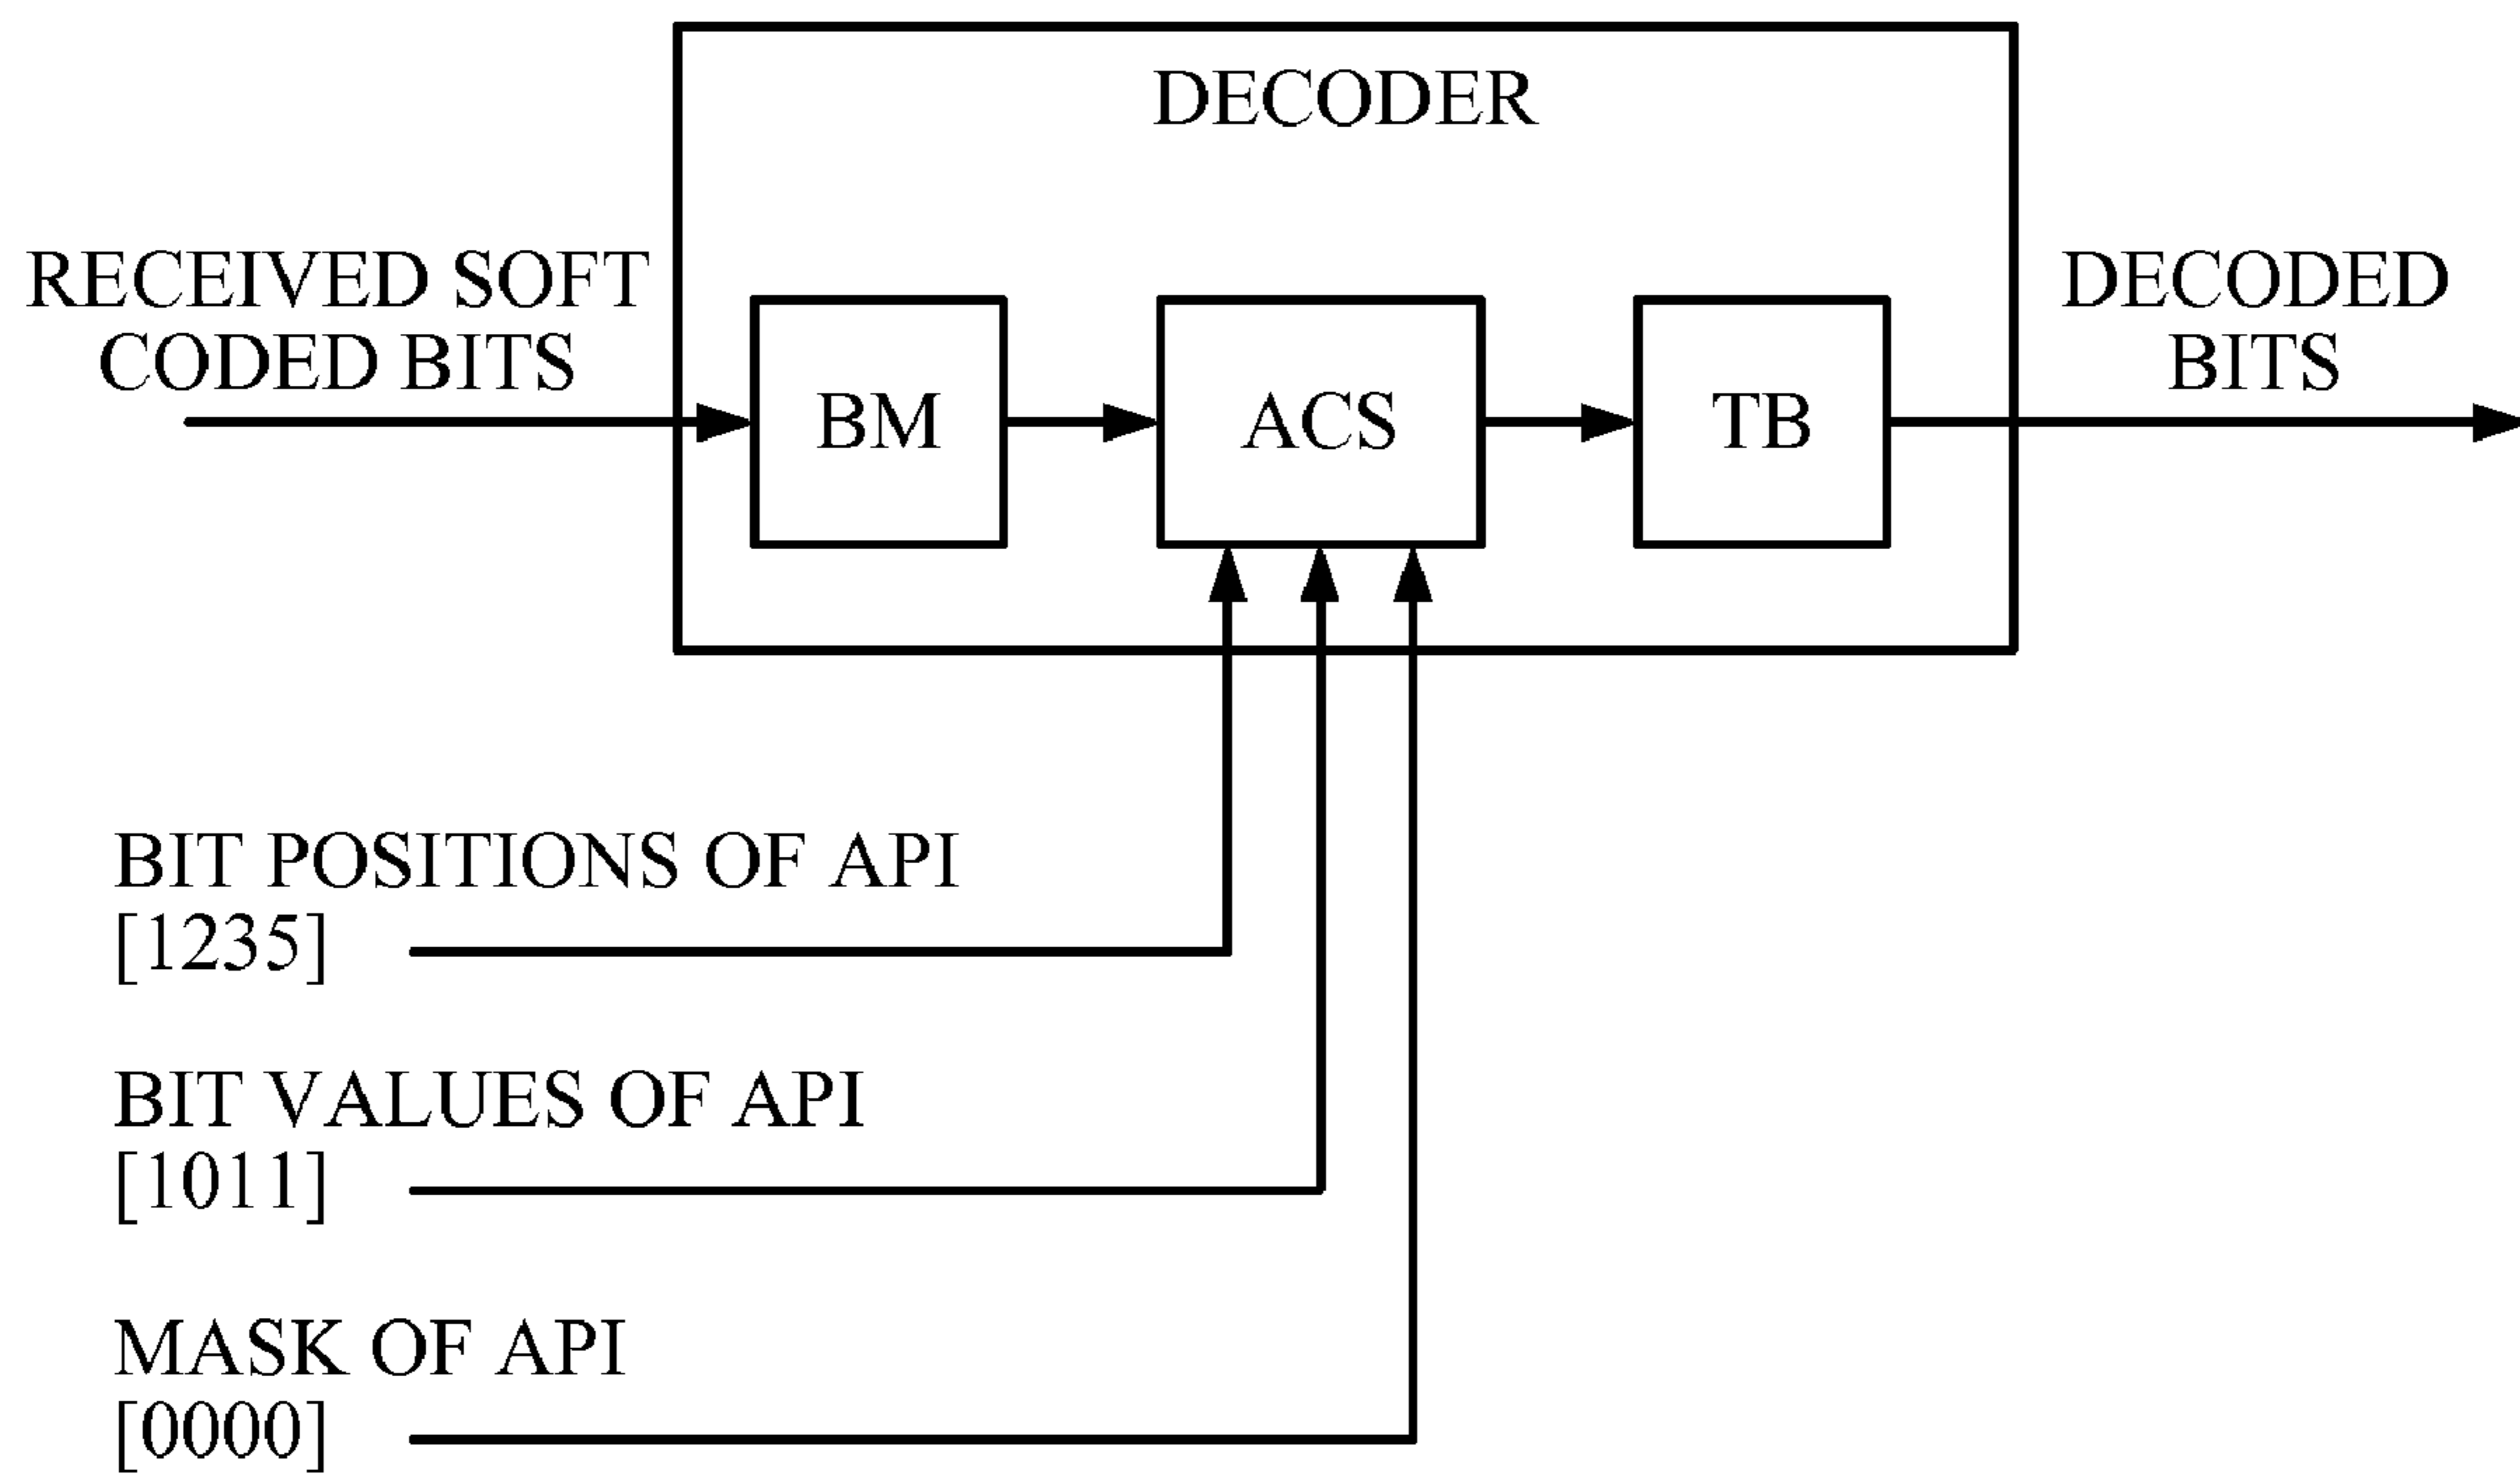 DECODER
RECEIVED SOFT
CODED BITS
BM
ACS
TB
DECODED
BITS
BIT POSITIONS OF API
[1235]
BIT VALUES OF API
[1011]
MASK OF API
[0000]